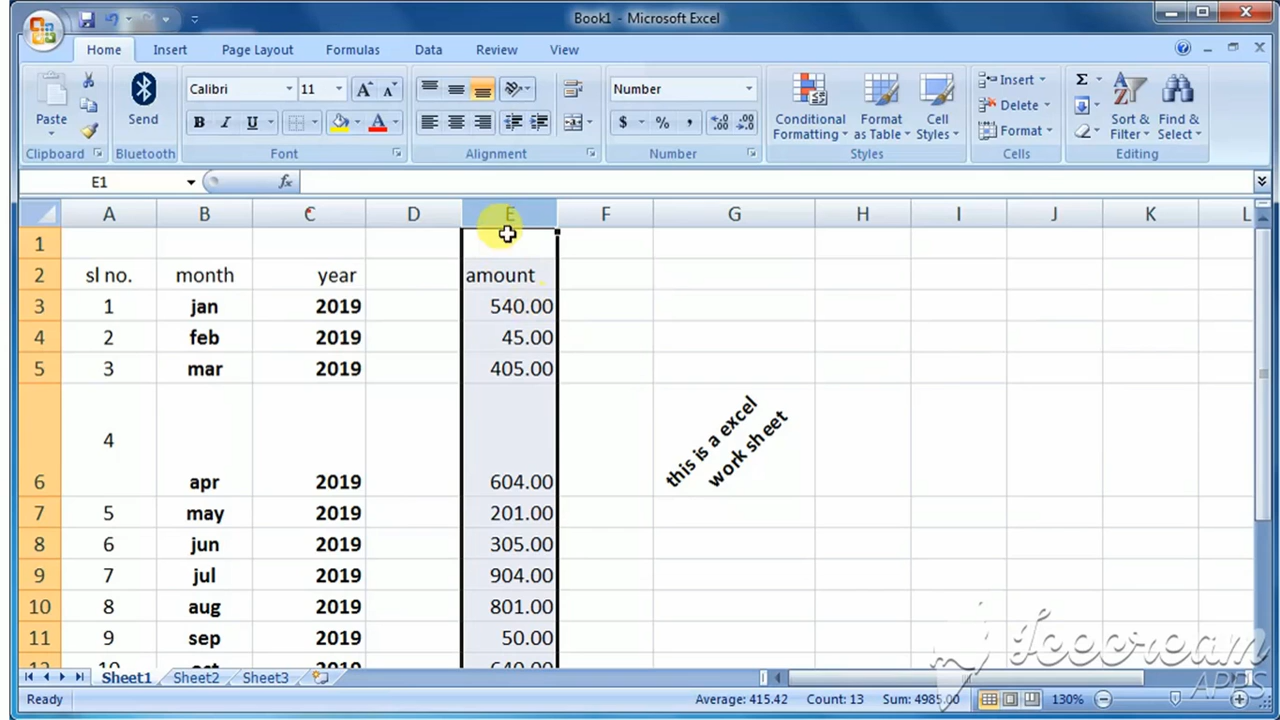 Book1 - Microsoft Excel
Home Insert Page Layout Formulas Data Review View
Paste
Clipboard
Send
Bluetooth
Calibri 11
B I U
Font
Alignment
Number
$ % ,
Number
Conditional Formatting
Format as Table
Cell Styles
Styles
Insert
Delete
Format
Cells
Sort & Filter
Find & Select
Editing
E1 fx
A B C D E F G H I J K L
1
2 sl no. month year amount
3 1 jan 2019 540.00
4 2 feb 2019 45.00
5 3 mar 2019 405.00
this is a excel
work sheet
6 4 apr 2019 604.00
7 5 may 2019 201.00
8 6 jun 2019 305.00
9 7 jul 2019 904.00
10 8 aug 2019 801.00
11 9 sep 2019 50.00
12 10 oct 2019 640.00
Sheet1 Sheet2 Sheet3
Ready Average: 415.42 Count: 13 Sum: 4985.00 130%
Icecream
APPS